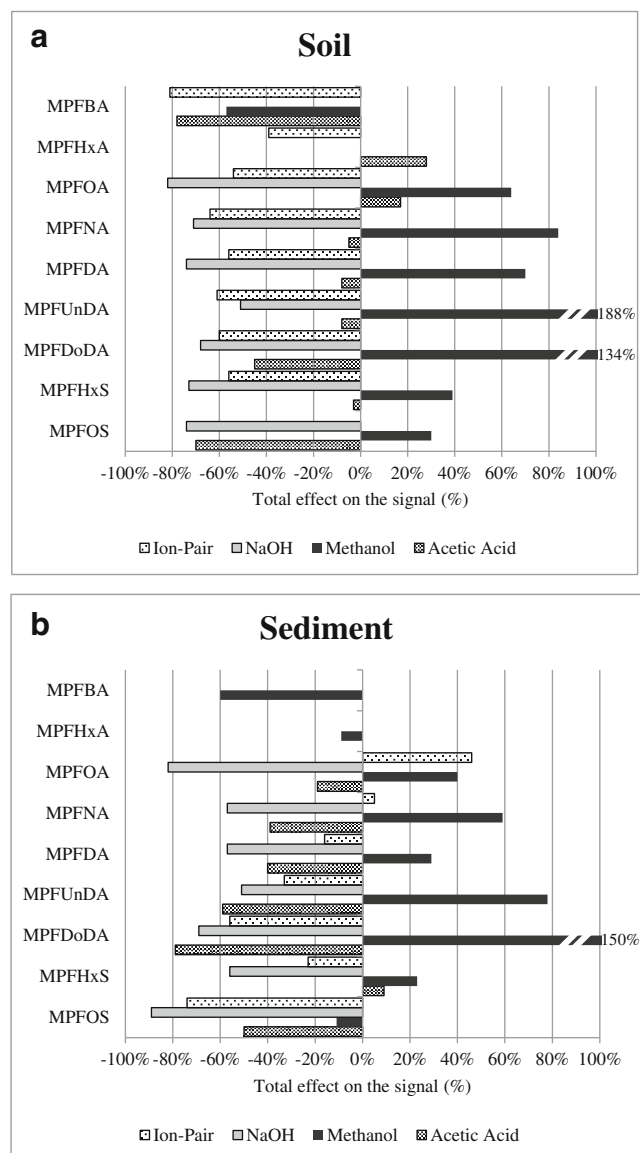 a
Soil
MPFBA
MPFHxA
MPFOA
MPFNA
MPFDA
MPFUnDA
188%
MPFDoDA
134%
MPFHxS
MPFOS
-100% -80% -60% -40% -20% 0% 20% 40% 60% 80% 100%
Total effect on the signal (%)
Ion-Pair NaOH Methanol Acetic Acid
b
Sediment
MPFBA
MPFHxA
MPFOA
MPFNA
MPFDA
MPFUnDA
MPFDoDA
150%
MPFHxS
MPFOS
-100% -80% -60% -40% -20% 0% 20% 40% 60% 80% 100%
Total effect on the signal (%)
Ion-Pair NaOH Methanol Acetic Acid